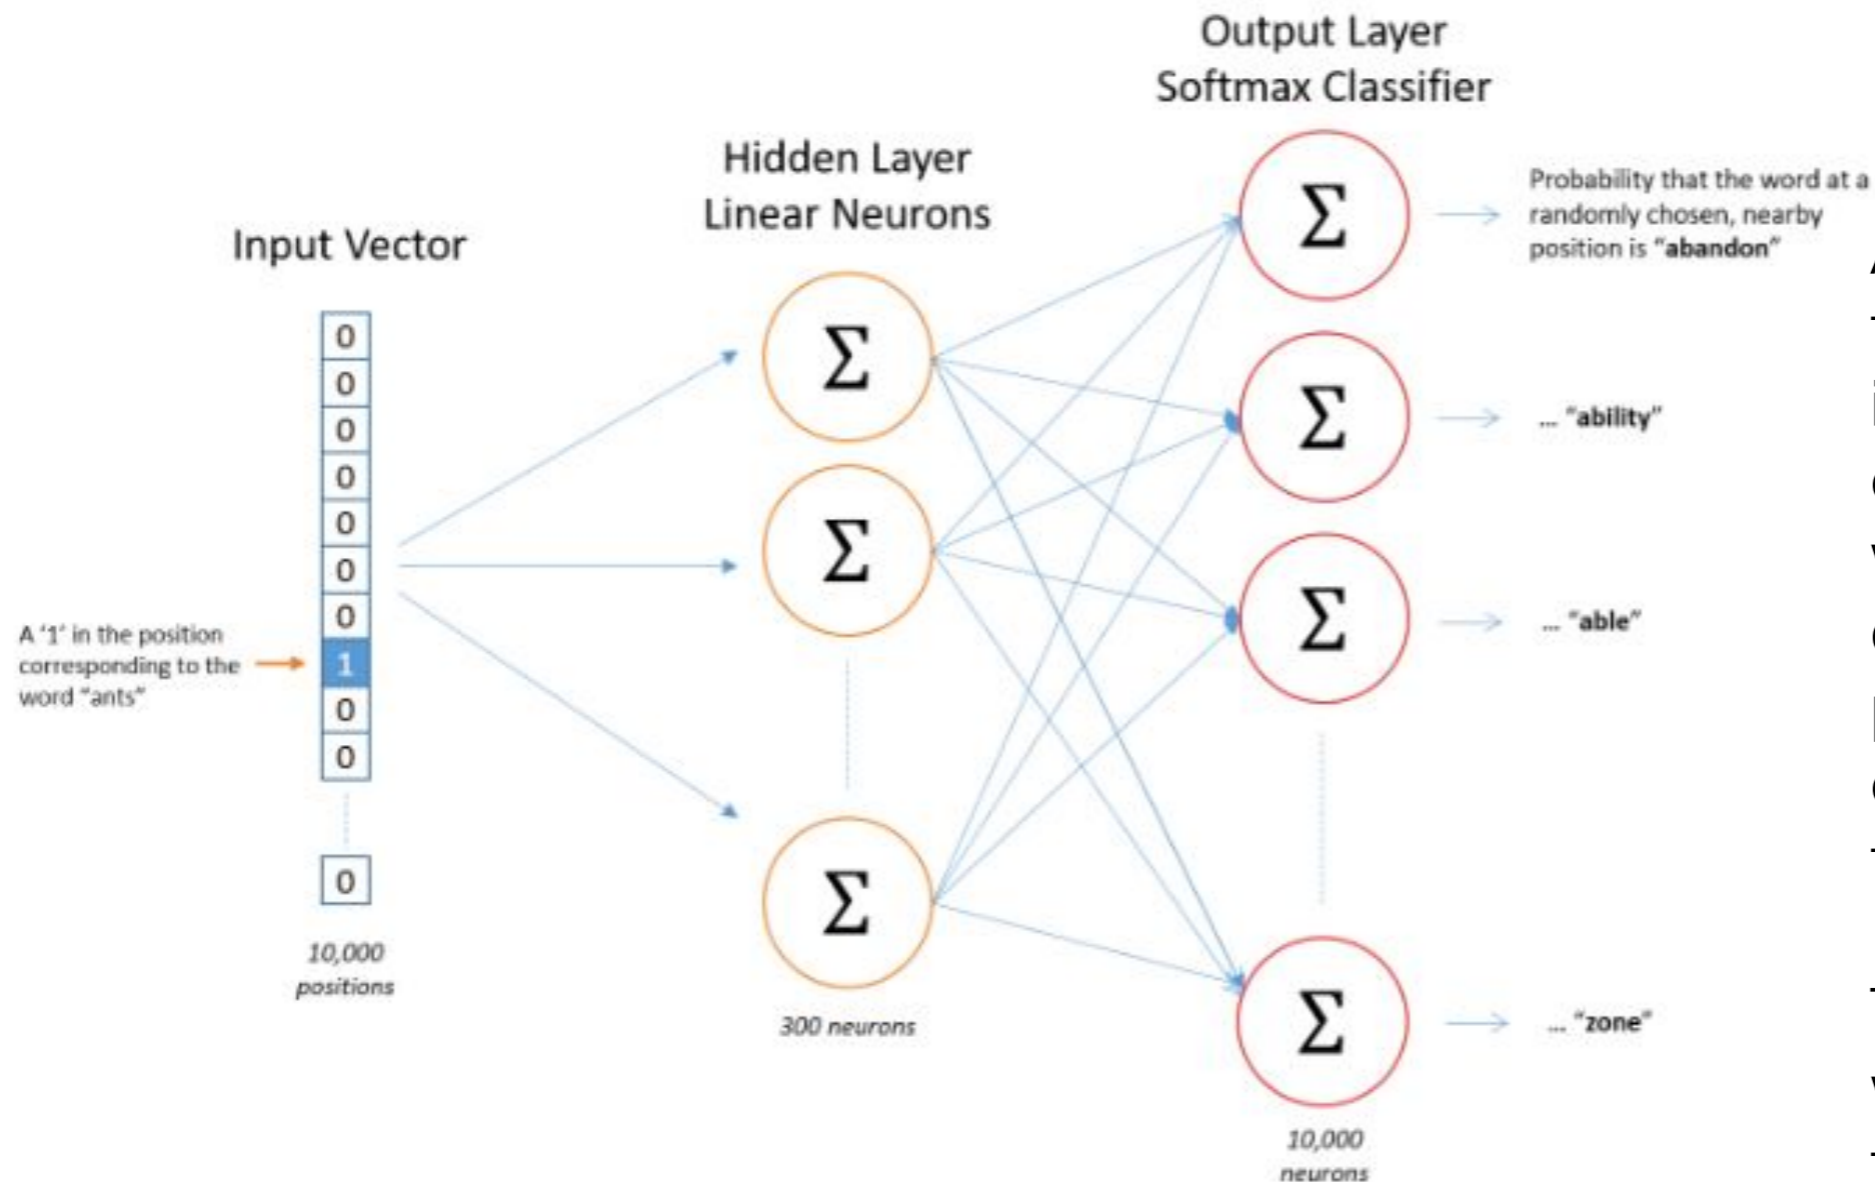 Output Layer
Softmax Classifier
Hidden Layer
Linear Neurons
Input Vector
0
0
0
0
0
0
0
1
0
0
0
A '1' in the position
corresponding to the
word "ants"
10,000
positions
Σ
Σ
Σ
300 neurons
Σ
Σ
Σ
Σ
10,000
neurons
Probability that the word at a
randomly chosen, nearby
position is "abandon"
... "ability"
... "able"
... "zone"